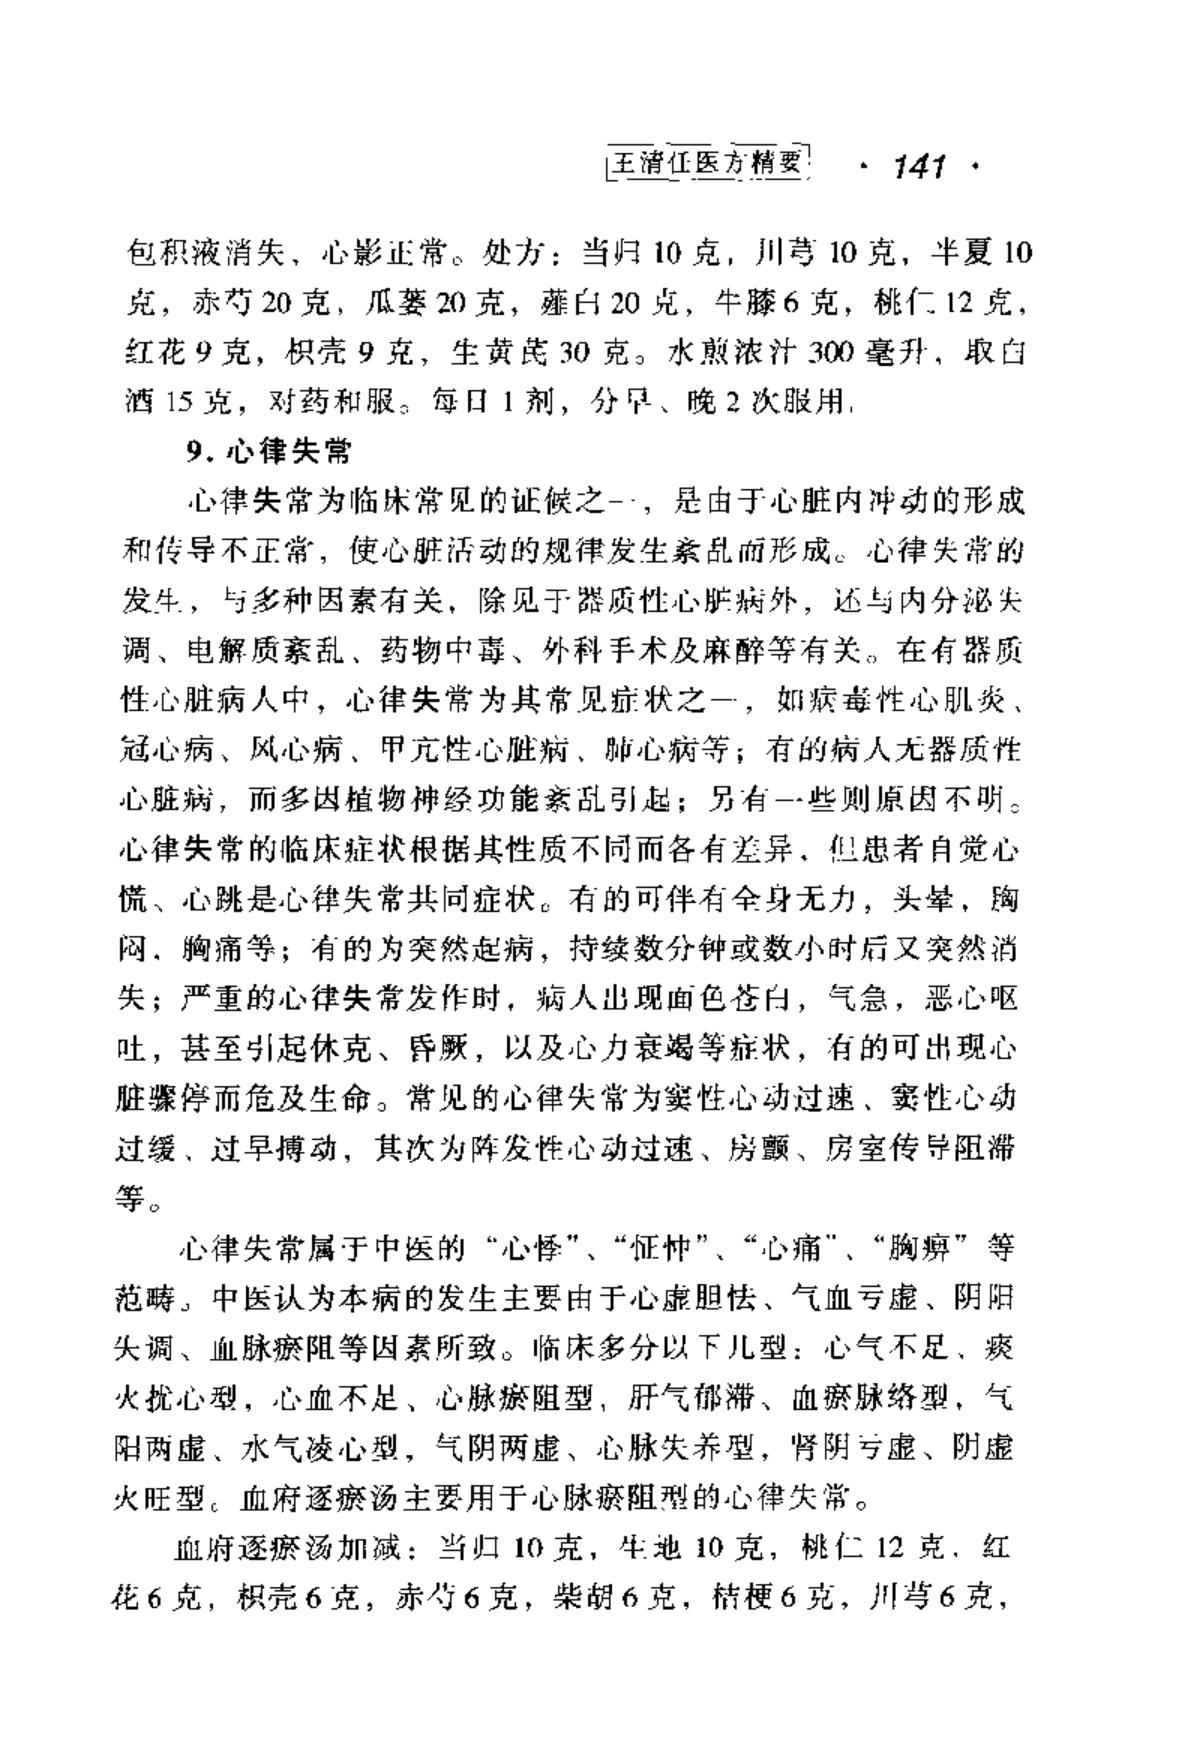 王清任医方精要 · 141 ·
包积液消失、心影正常。处方：当归 10 克，川芎 10 克，半夏 10
克，赤芍 20 克，瓜蒌 20 克，薤白 20 克，牛膝 6 克，桃仁 12 克，
红花 9 克，枳壳 9 克，生黄芪 30 克。水煎浓汁 300 毫升，取白
酒 15 克，对药和服。每日 1 剂，分早、晚 2 次服用。
9. 心律失常
心律失常为临床常见的证候之一，是由于心脏内冲动的形成
和传导不正常，使心脏活动的规律发生紊乱而形成。心律失常的
发生，与多种因素有关，除见于器质性心脏病外，还与内分泌失
调、电解质紊乱、药物中毒、外科手术及麻醉等有关。在有器质
性心脏病人中，心律失常为其常见症状之一，如病毒性心肌炎、
冠心病、风心病、甲亢性心脏病、肺心病等；有的病人无器质性
心脏病，而多因植物神经功能紊乱引起；另有一些则原因不明。
心律失常的临床症状根据其性质不同而各有差异，但患者自觉心
慌、心跳是心律失常共同症状。有的可伴有全身无力，头晕，胸
闷，胸痛等；有的为突然起病，持续数分钟或数小时后又突然消
失；严重的心律失常发作时，病人出现面色苍白，气急，恶心呕
吐，甚至引起休克、昏厥，以及心力衰竭等症状，有的可出现心
脏骤停而危及生命。常见的心律失常为窦性心动过速、窦性心动
过缓、过早搏动，其次为阵发性心动过速、房颤、房室传导阻滞
等。
心律失常属于中医的“心悸”、“怔忡”、“心痛”、“胸痹”等
范畴。中医认为本病的发生主要由于心虚胆怯、气血亏虚、阴阳
失调、血脉瘀阻等因素所致。临床多分以下几型：心气不足、痰
火扰心型，心血不足、心脉瘀阻型，肝气郁滞、血瘀脉络型，气
阳两虚、水气凌心型，气阴两虚、心脉失养型，肾阴亏虚、阴虚
火旺型。血府逐瘀汤主要用于心脉瘀阻型的心律失常。
血府逐瘀汤加减：当归 10 克，生地 10 克，桃仁 12 克，红
花 6 克，枳壳 6 克，赤芍 6 克，柴胡 6 克，桔梗 6 克，川芎 6 克，